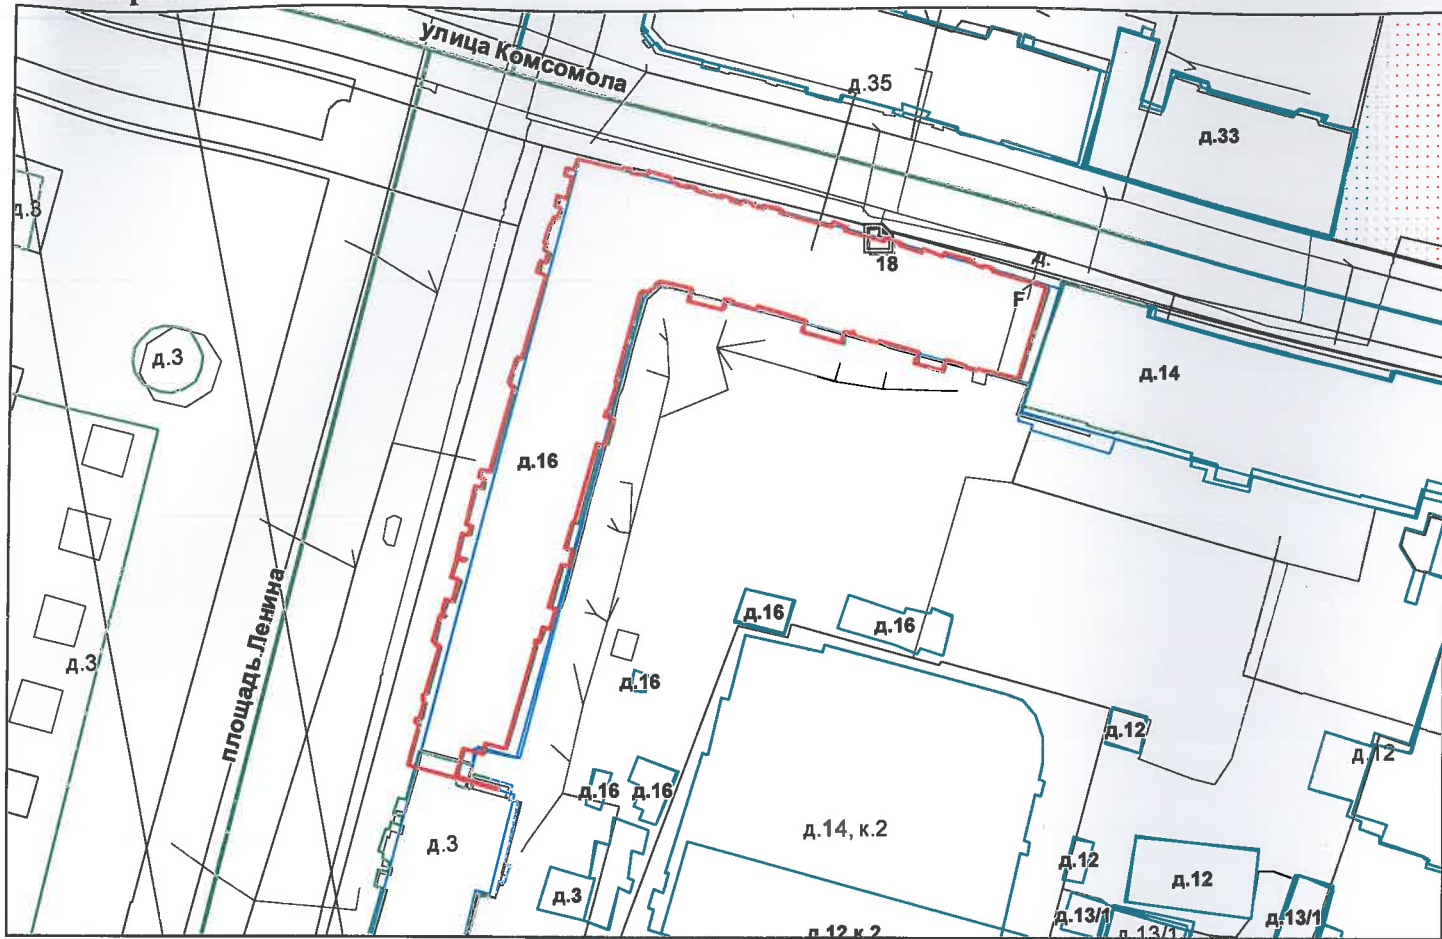 улица Комсомола
д.35
д.33
д.3
18
д.
F
д.3
д.14
д.16
площадь Ленина
д.16
д.16
д.3
д.16
д.12
д.12
д.16
д.16
д.14, к.2
д.3
д.12
д.12
д.3
д.13/1
д.13/1
д.13/1
д.12 к.2